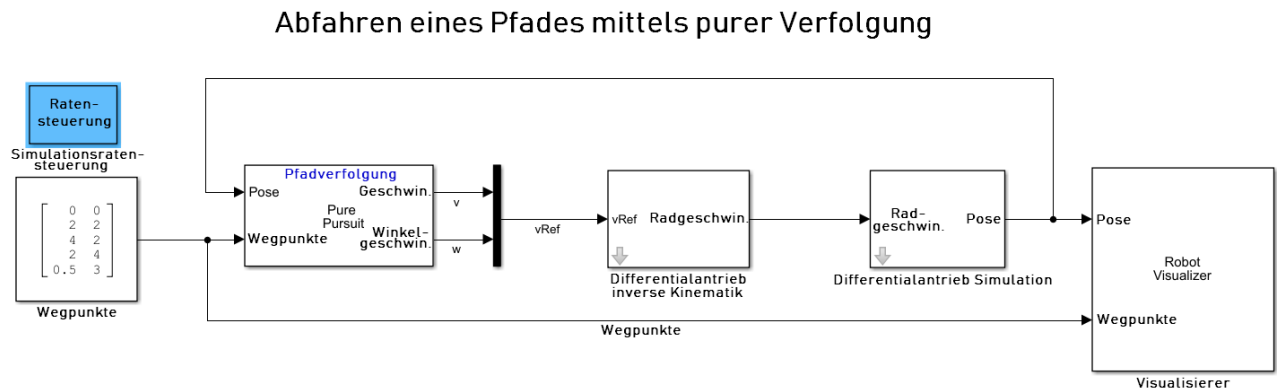 Abfahren eines Pfades mittels purer Verfolgung
Raten-
steuerung
Simulationsraten-
steuerung
0 0
2 2
4 2
2 4
0.5 3
Wegpunkte
Pfadverfolgung
Pose
Geschwin.
Pure
Pursuit
Wegpunkte
Winkel-
geschwin.
v
w
vRef
vRef
Radgeschwin.
Differentialantrieb
inverse Kinematik
Rad-
geschwin.
Pose
Differentialantrieb Simulation
Pose
Robot
Visualizer
Wegpunkte
Wegpunkte
Visualisierer